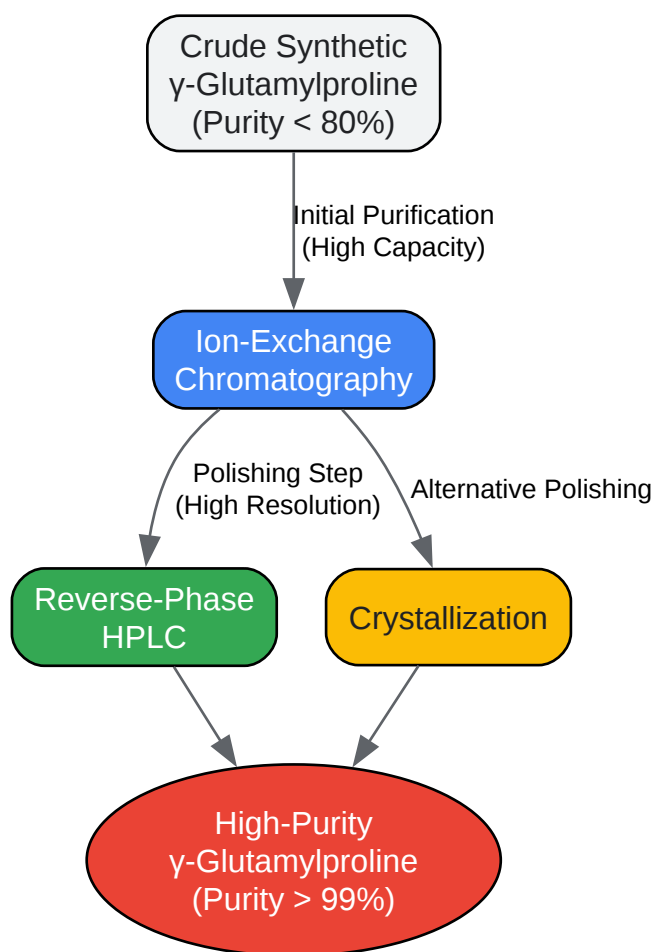 Crude Synthetic
γ-Glutamylproline
(Purity < 80%)
Initial Purification
(High Capacity)
Ion-Exchange
Chromatography
Polishing Step
(High Resolution)
Alternative Polishing
Reverse-Phase
HPLC
Crystallization
High-Purity
γ-Glutamylproline
(Purity > 99%)